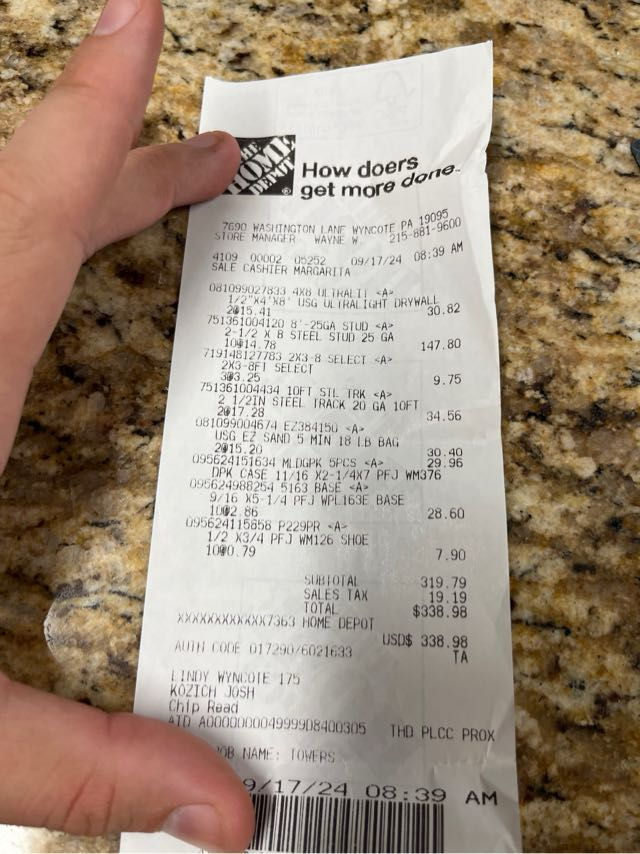 THE
HOME
DEPOT
®
How doers
get more done™
7690 WASHINGTON LANE WYNCOTE PA 19095
STORE MANAGER WAYNE W. 215-881-9600
4109 00002 05252 09/17/24 08:39 AM
SALE CASHIER MARGARITA
081099027833 4X8 ULTRALIT <A>
1/2"X4'X8' USG ULTRALIGHT DRYWALL
2@15.41 30.82
751361004120 8'-25GA STUD <A>
2-1/2 X 8 STEEL STUD 25 GA
10@14.78 147.80
719148127783 2X3-8 SELECT <A>
2X3-8FT SELECT
3@3.25 9.75
751361004434 10FT STL TRK <A>
2 1/2IN STEEL TRACK 20 GA 10FT
2@17.28 34.56
081099004674 EZ384150 <A>
USG EZ SAND 5 MIN 18 LB BAG
2@15.20 30.40
095624151634 MLDGPK 5PCS <A> 29.96
DPK CASE 11/16 X2-1/4X7 PFJ WM376
095624988254 5163 BASE <A>
9/16 X5-1/4 PFJ WPL163E BASE
10@2.86 28.60
095624115858 P229PR <A>
1/2 X3/4 PFJ WM126 SHOE
10@0.79 7.90
SUBTOTAL 319.79
SALES TAX 19.19
TOTAL $338.98
XXXXXXXXXXXX7363 HOME DEPOT
USD$ 338.98
AUTH CODE 017290/6021633 TA
LINDY WYNCOTE 175
KOZICH JOSH
Chip Read
AID A0000000049999D8400305 THD PLCC PROX
JOB NAME: TOWERS
9/17/24 08:39 AM